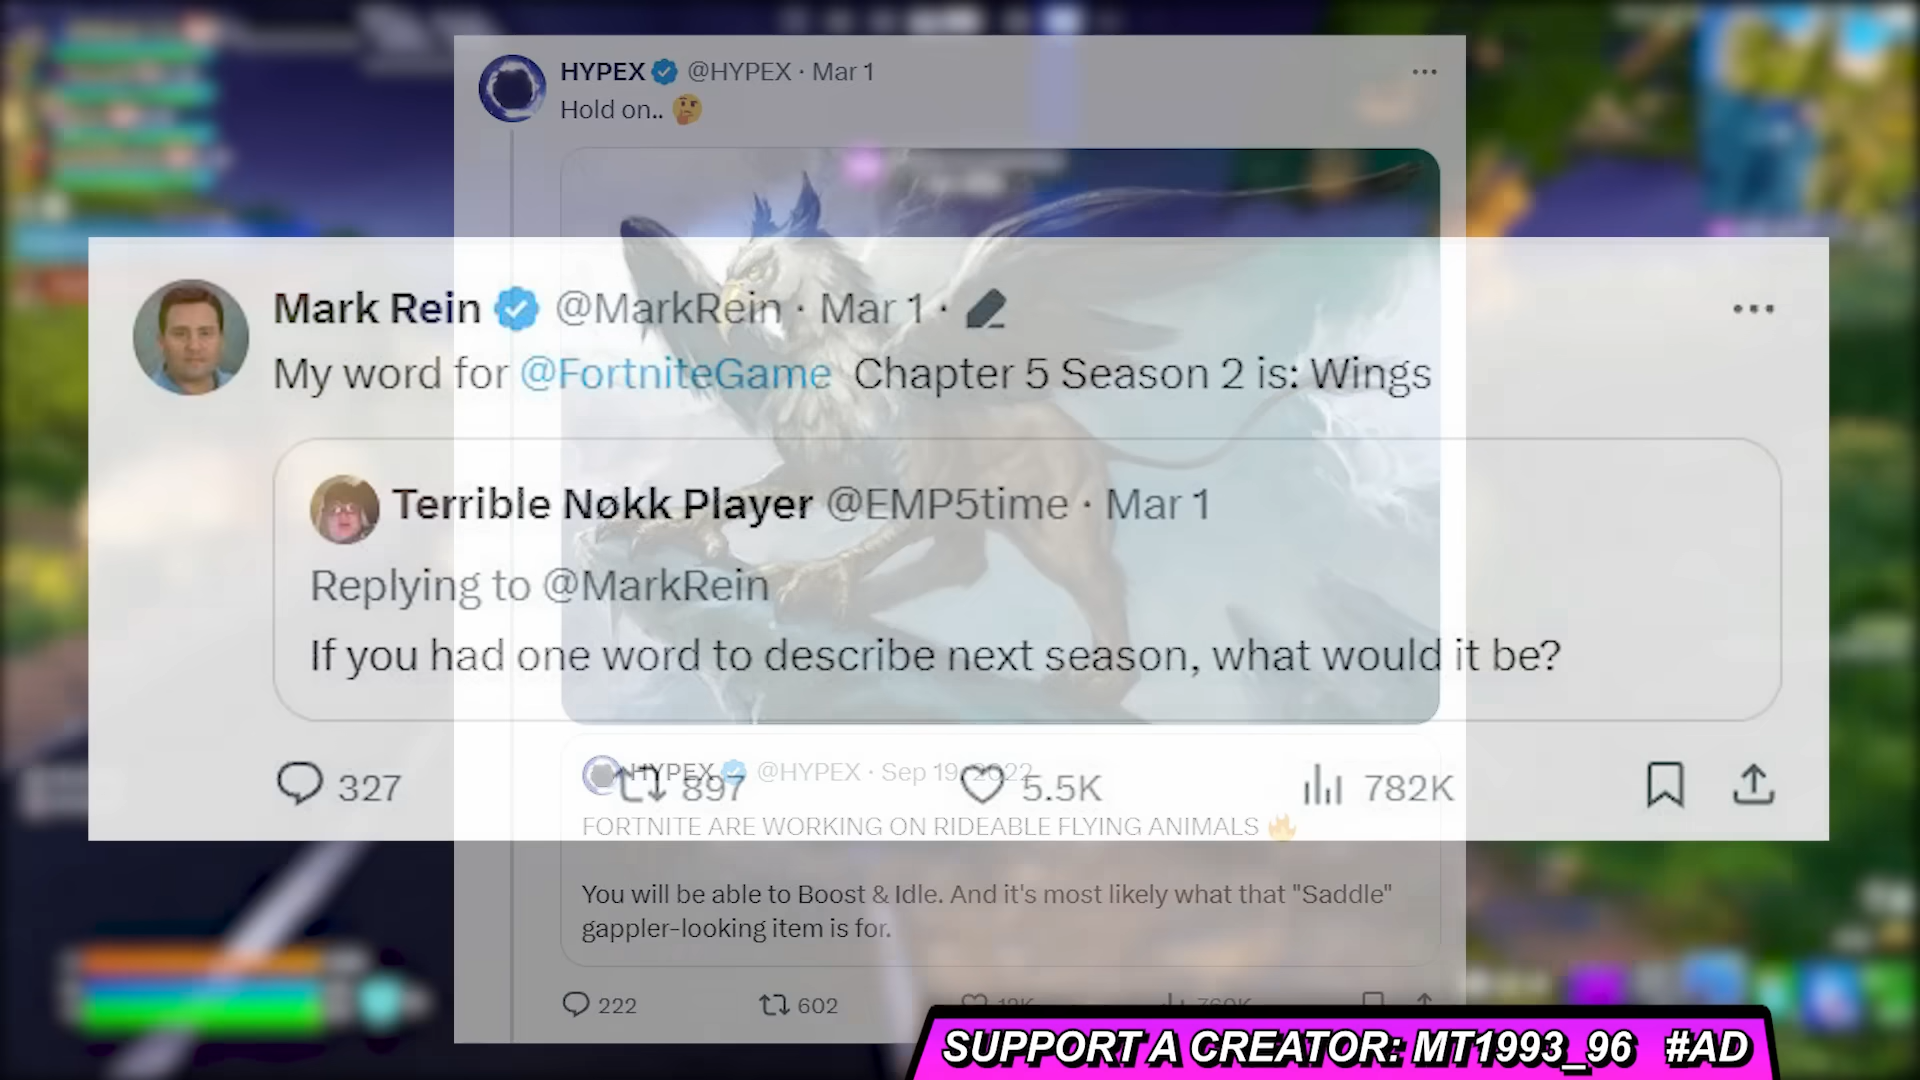 HYPEX @HYPEX · Mar 1
Hold on.. 🤔
Mark Rein @MarkRein · Mar 1 ·
My word for @FortniteGame Chapter 5 Season 2 is: Wings
Terrible Nøkk Player @EMP5time · Mar 1
Replying to @MarkRein
If you had one word to describe next season, what would it be?
327 897 5.5K 782K
HYPEX @HYPEX · Sep 19, 2022
FORTNITE ARE WORKING ON RIDEABLE FLYING ANIMALS 🔥
You will be able to Boost & Idle. And it's most likely what that "Saddle"
gappler-looking item is for.
222 602
SUPPORT A CREATOR: MT1993_96 #AD